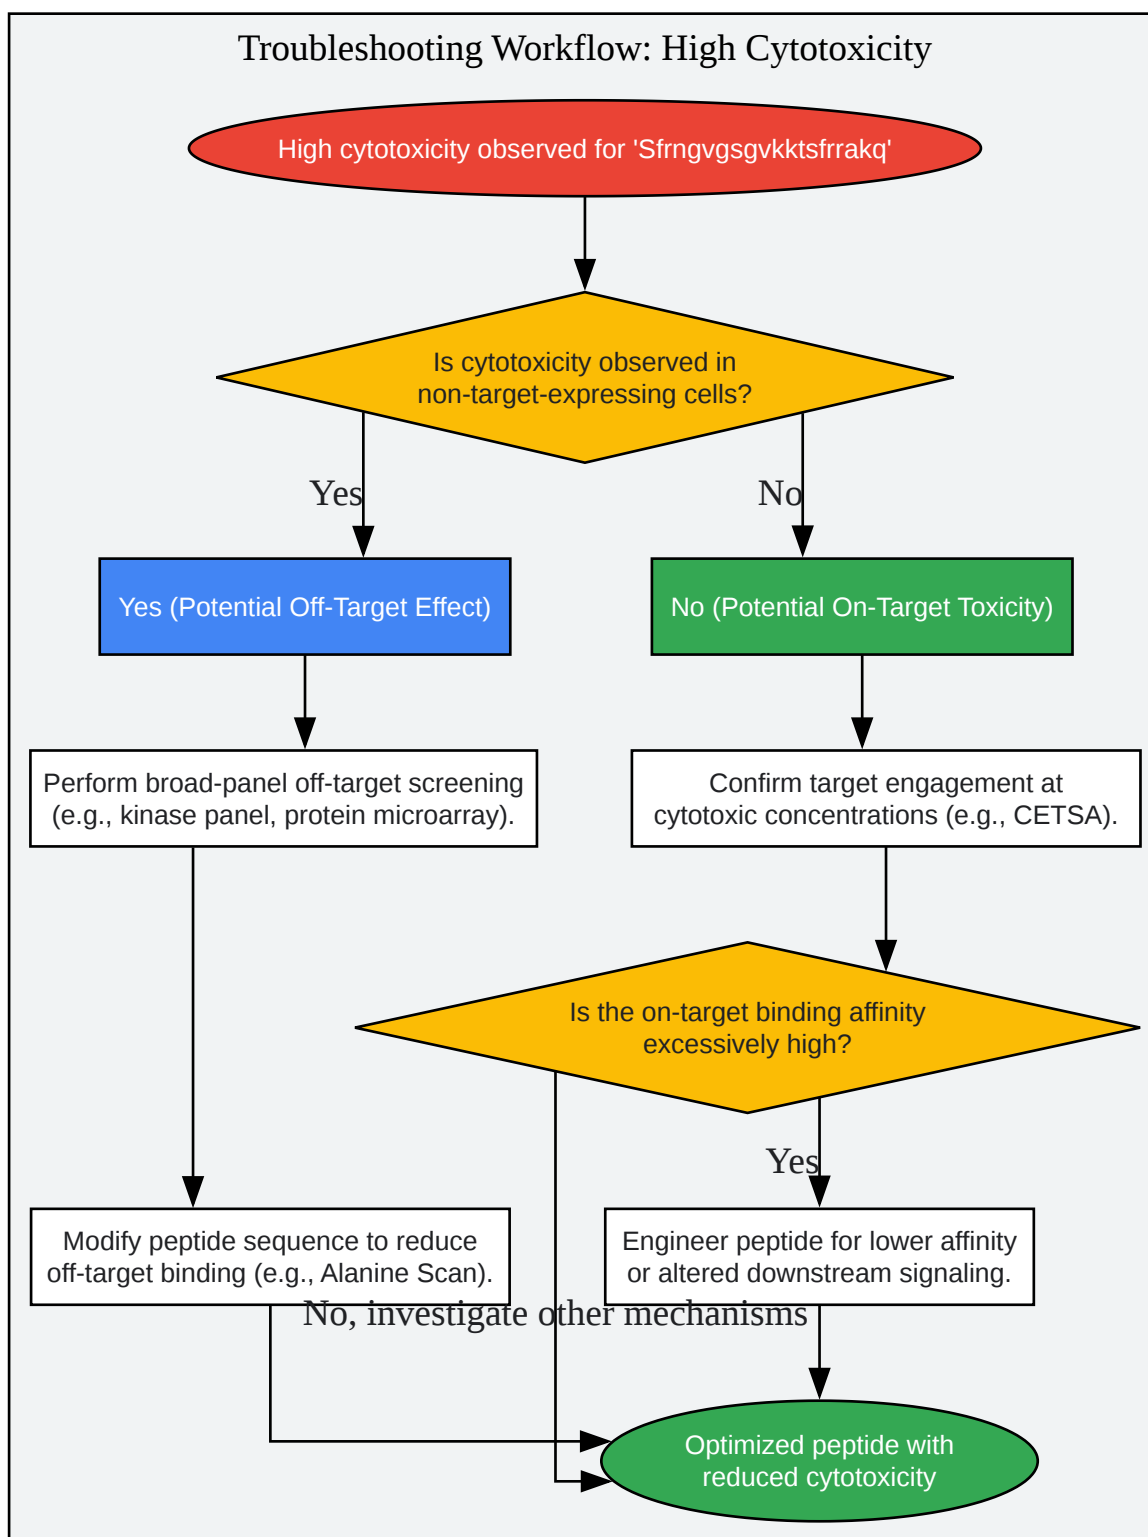 Troubleshooting Workflow: High Cytotoxicity
High cytotoxicity observed for 'Sfrngvgsgvkktsfrrakq'
Is cytotoxicity observed in
non-target-expressing cells?
Yes
No
Yes (Potential Off-Target Effect)
No (Potential On-Target Toxicity)
Perform broad-panel off-target screening
(e.g., kinase panel, protein microarray).
Confirm target engagement at
cytotoxic concentrations (e.g., CETSA).
Is the on-target binding affinity
excessively high?
Yes
Modify peptide sequence to reduce
off-target binding (e.g., Alanine Scan).
Engineer peptide for lower affinity
or altered downstream signaling.
No, investigate other mechanisms
Optimized peptide with
reduced cytotoxicity